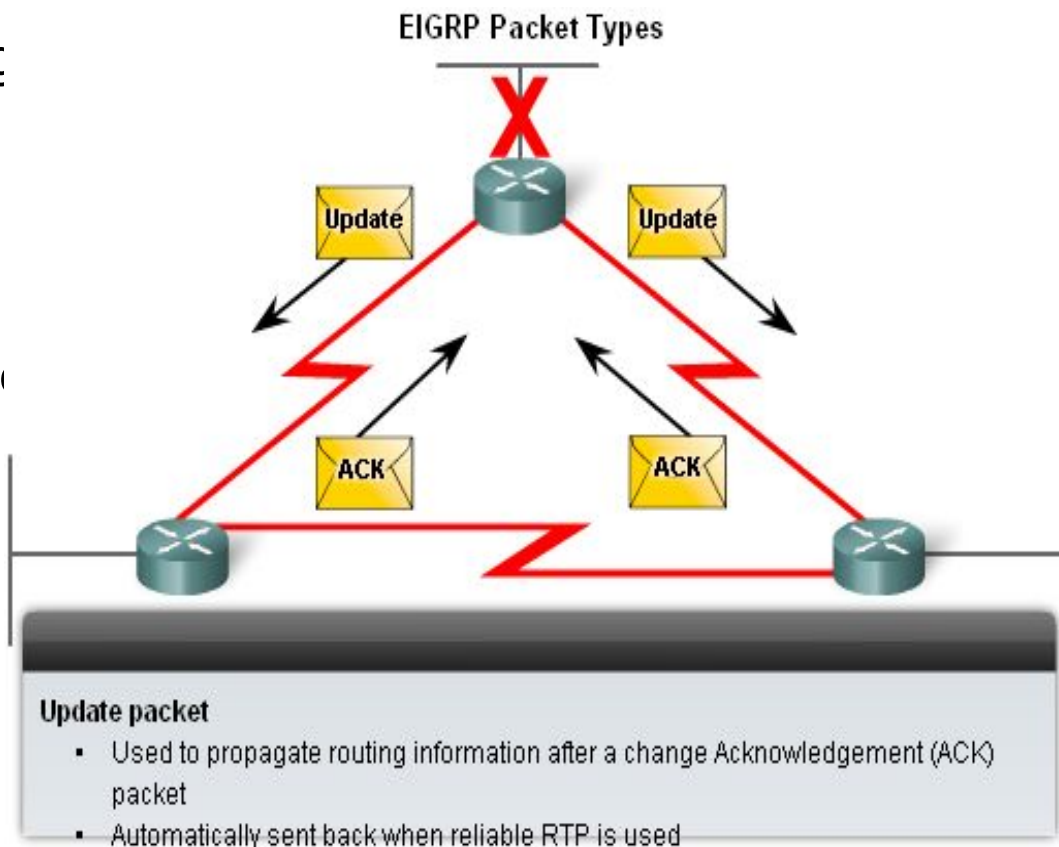 EIGRP Packet Types
Update
Update
ACK
ACK
Update packet
▪ Used to propagate routing information after a change Acknowledgement (ACK)
packet
▪ Automatically sent back when reliable RTP is used